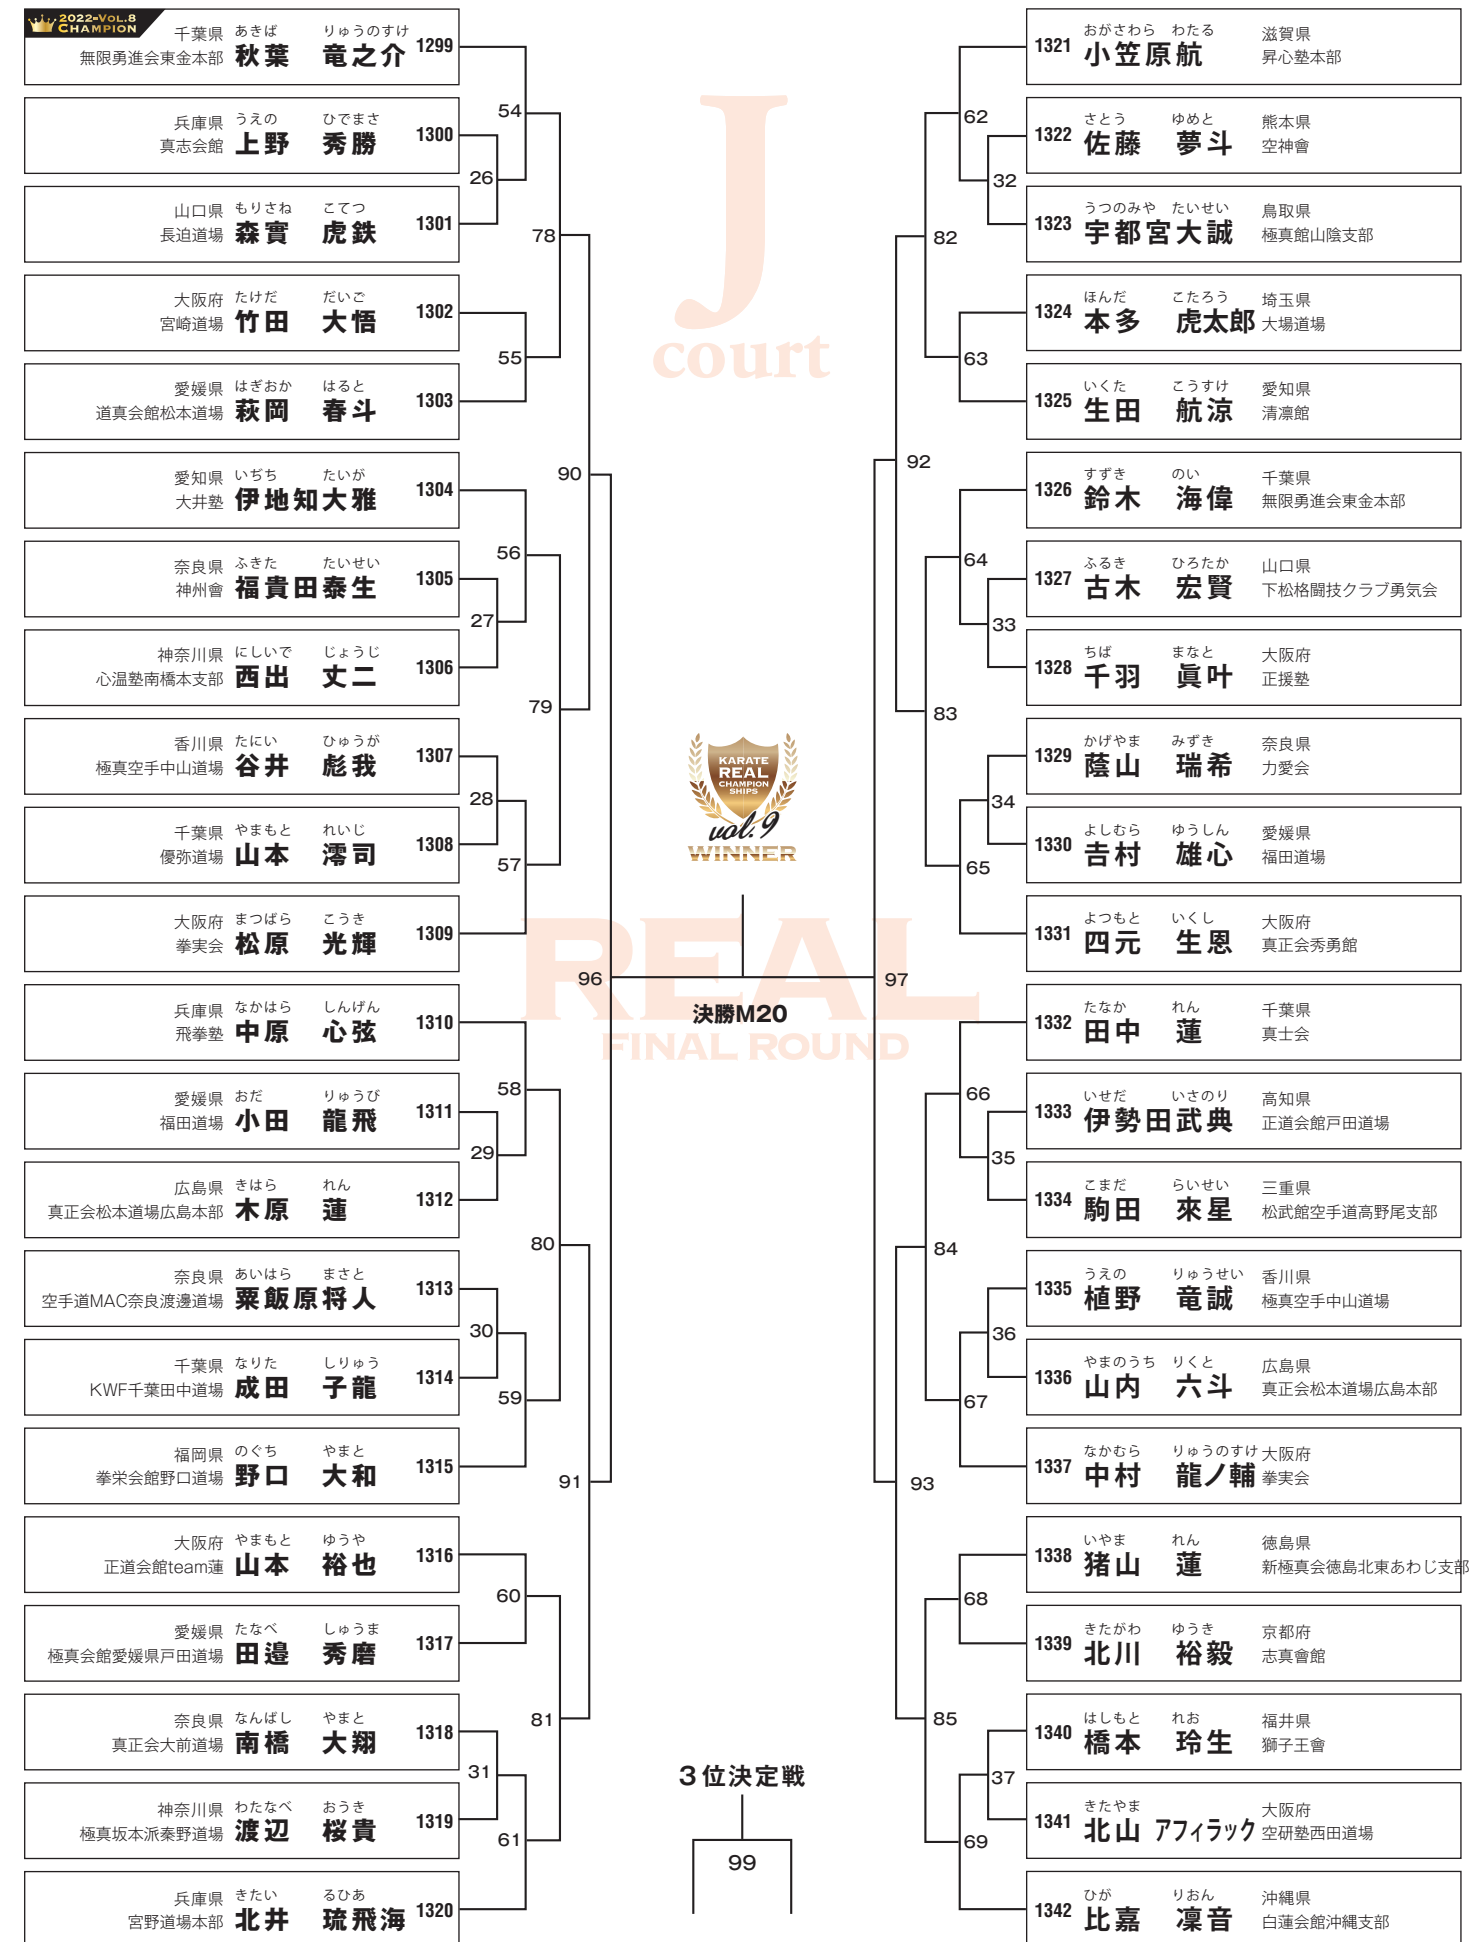 2022-VOL.8
CHAMPION
千葉県 あきば りゅうのすけ
無限勇進会東金本部 秋葉 竜之介 1299
兵庫県 うえの ひでまさ
真志会館 上野 秀勝 1300
山口県 もりさね こてつ
長迫道場 森實 虎鉄 1301
大阪府 たけだ だいご
宮崎道場 竹田 大悟 1302
愛媛県 はぎおか はると
道真会館松本道場 萩岡 春斗 1303
愛知県 いぢち たいが
大井塾 伊地知大雅 1304
奈良県 ふきた たいせい
神州會 福貴田泰生 1305
神奈川県 にしいで じょうじ
心温塾南橋本支部 西出 丈二 1306
香川県 たにい ひゅうが
極真空手中山道場 谷井 彪我 1307
千葉県 やまもと れいじ
優弥道場 山本 澪司 1308
大阪府 まつばら こうき
拳実会 松原 光輝 1309
兵庫県 なかはら しんげん
飛拳塾 中原 心弦 1310
愛媛県 おだ りゅうび
福田道場 小田 龍飛 1311
広島県 きはら れん
真正会松本道場広島本部 木原 蓮 1312
奈良県 あいはら まさと
空手道MAC奈良渡邊道場 粟飯原将人 1313
千葉県 なりた しりゅう
KWF千葉田中道場 成田 子龍 1314
福岡県 のぐち やまと
拳栄会館野口道場 野口 大和 1315
大阪府 やまもと ゆうや
正道会館team蓮 山本 裕也 1316
愛媛県 たなべ しゅうま
極真会館愛媛県戸田道場 田邉 秀磨 1317
奈良県 なんばし やまと
真正会大前道場 南橋 大翔 1318
神奈川県 わたなべ おうき
極真坂本派秦野道場 渡辺 桜貴 1319
兵庫県 きたい るひあ
宮野道場本部 北井 琉飛海 1320
54
26
78
55
90
56
27
79
28
57
96
58
29
80
30
59
91
60
81
31
61
J
court
KARATE
REAL
CHAMPION
SHIPS
vol.9
WINNER
REAL
決勝M20
FINAL ROUND
3位決定戦
99
62
32
82
63
92
64
33
83
34
65
97
66
35
84
36
67
93
68
85
37
69
おがさわら わたる 滋賀県
1321 小笠原航 昇心塾本部
さとう ゆめと 熊本県
1322 佐藤 夢斗 空神會
うつのみや たいせい 鳥取県
1323 宇都宮大誠 極真館山陰支部
ほんだ こたろう 埼玉県
1324 本多 虎太郎 大場道場
いくた こうすけ 愛知県
1325 生田 航涼 清凛館
すずき のい 千葉県
1326 鈴木 海偉 無限勇進会東金本部
ふるき ひろたか 山口県
1327 古木 宏賢 下松格闘技クラブ勇気会
ちば まなと 大阪府
1328 千羽 眞叶 正援塾
かげやま みずき 奈良県
1329 蔭山 瑞希 力愛会
よしむら ゆうしん 愛媛県
1330 𠮷村 雄心 福田道場
よつもと いくし 大阪府
1331 四元 生恩 真正会秀勇館
たなか れん 千葉県
1332 田中 蓮 真士会
いせだ いさのり 高知県
1333 伊勢田武典 正道会館戸田道場
こまだ らいせい 三重県
1334 駒田 來星 松武館空手道高野尾支部
うえの りゅうせい 香川県
1335 植野 竜誠 極真空手中山道場
やまのうち りくと 広島県
1336 山内 六斗 真正会松本道場広島本部
なかむら りゅうのすけ 大阪府
1337 中村 龍ノ輔 拳実会
いやま れん 徳島県
1338 猪山 蓮 新極真会徳島北東あわじ支部
きたがわ ゆうき 京都府
1339 北川 裕毅 志真會館
はしもと れお 福井県
1340 橋本 玲生 獅子王會
きたやま 大阪府
1341 北山 アフィラック 空研塾西田道場
ひが りおん 沖縄県
1342 比嘉 凜音 白蓮会館沖縄支部